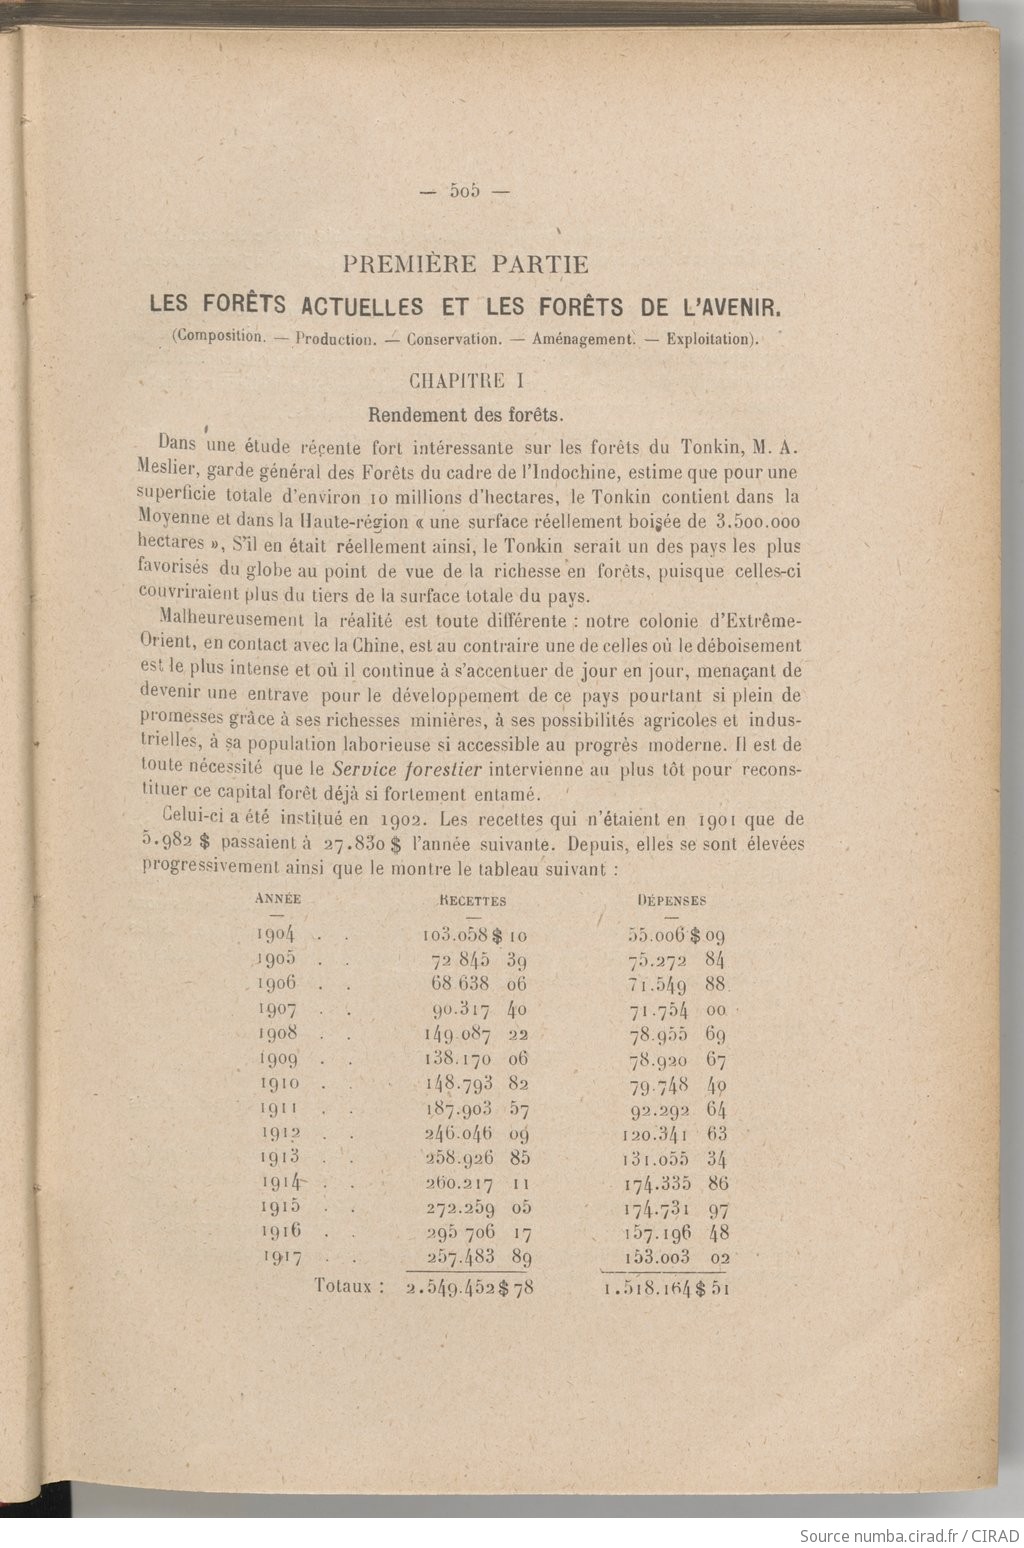 — 505 —
PREMIÈRE PARTIE
LES FORÊTS ACTUELLES ET LES FORÊTS DE L'AVENIR.
(Composition. — Production. — Conservation. — Aménagement. — Exploitation).
CHAPITRE I
Rendement des forêts.
Dans une étude récente fort intéressante sur les forêts du Tonkin, M. A.
Meslier, garde général des Forêts du cadre de l'Indochine, estime que pour une
superficie totale d'environ 10 millions d'hectares, le Tonkin contient dans la
Moyenne et dans la Haute-région « une surface réellement boisée de 3.500.000
hectares », S'il en était réellement ainsi, le Tonkin serait un des pays les plus
favorisés du globe au point de vue de la richesse en forêts, puisque celles-ci
couvriraient plus du tiers de la surface totale du pays.
Malheureusement la réalité est toute différente : notre colonie d'Extrême-
Orient, en contact avec la Chine, est au contraire une de celles où le déboisement
est le plus intense et où il continue à s'accentuer de jour en jour, menaçant de
devenir une entrave pour le développement de ce pays pourtant si plein de
promesses grâce à ses richesses minières, à ses possibilités agricoles et indus-
trielles, à sa population laborieuse si accessible au progrès moderne. Il est de
toute nécessité que le Service forestier intervienne au plus tôt pour recons-
tituer ce capital forêt déjà si fortement entamé.
Celui-ci a été institué en 1902. Les recettes qui n'étaient en 1901 que de
5.982 $ passaient à 27.830 $ l'année suivante. Depuis, elles se sont élevées
progressivement ainsi que le montre le tableau suivant :
ANNÉE RECETTES DÉPENSES
1904 . . 103.058 $ 10 55.006 $ 09
1905 . . 72 845 39 75.272 84
1906 . . 68 638 06 71.549 88
1907 . . 90.317 40 71.754 00
1908 . . 149.087 22 78.955 69
1909 . . 138.170 06 78.920 67
1910 . . 148.793 82 79.748 40
1911 . . 187.903 57 92.292 64
1912 . . 246.046 09 120.341 63
1913 . . 258.926 85 131.055 34
1914 . . 260.217 11 174.335 86
1915 . . 272.259 05 174.731 97
1916 . . 295 706 17 157.196 48
1917 . . 257.483 89 153.003 02
Totaux : 2.549.452 $ 78 1.518.164 $ 51
Source numba.cirad.fr / CIRAD